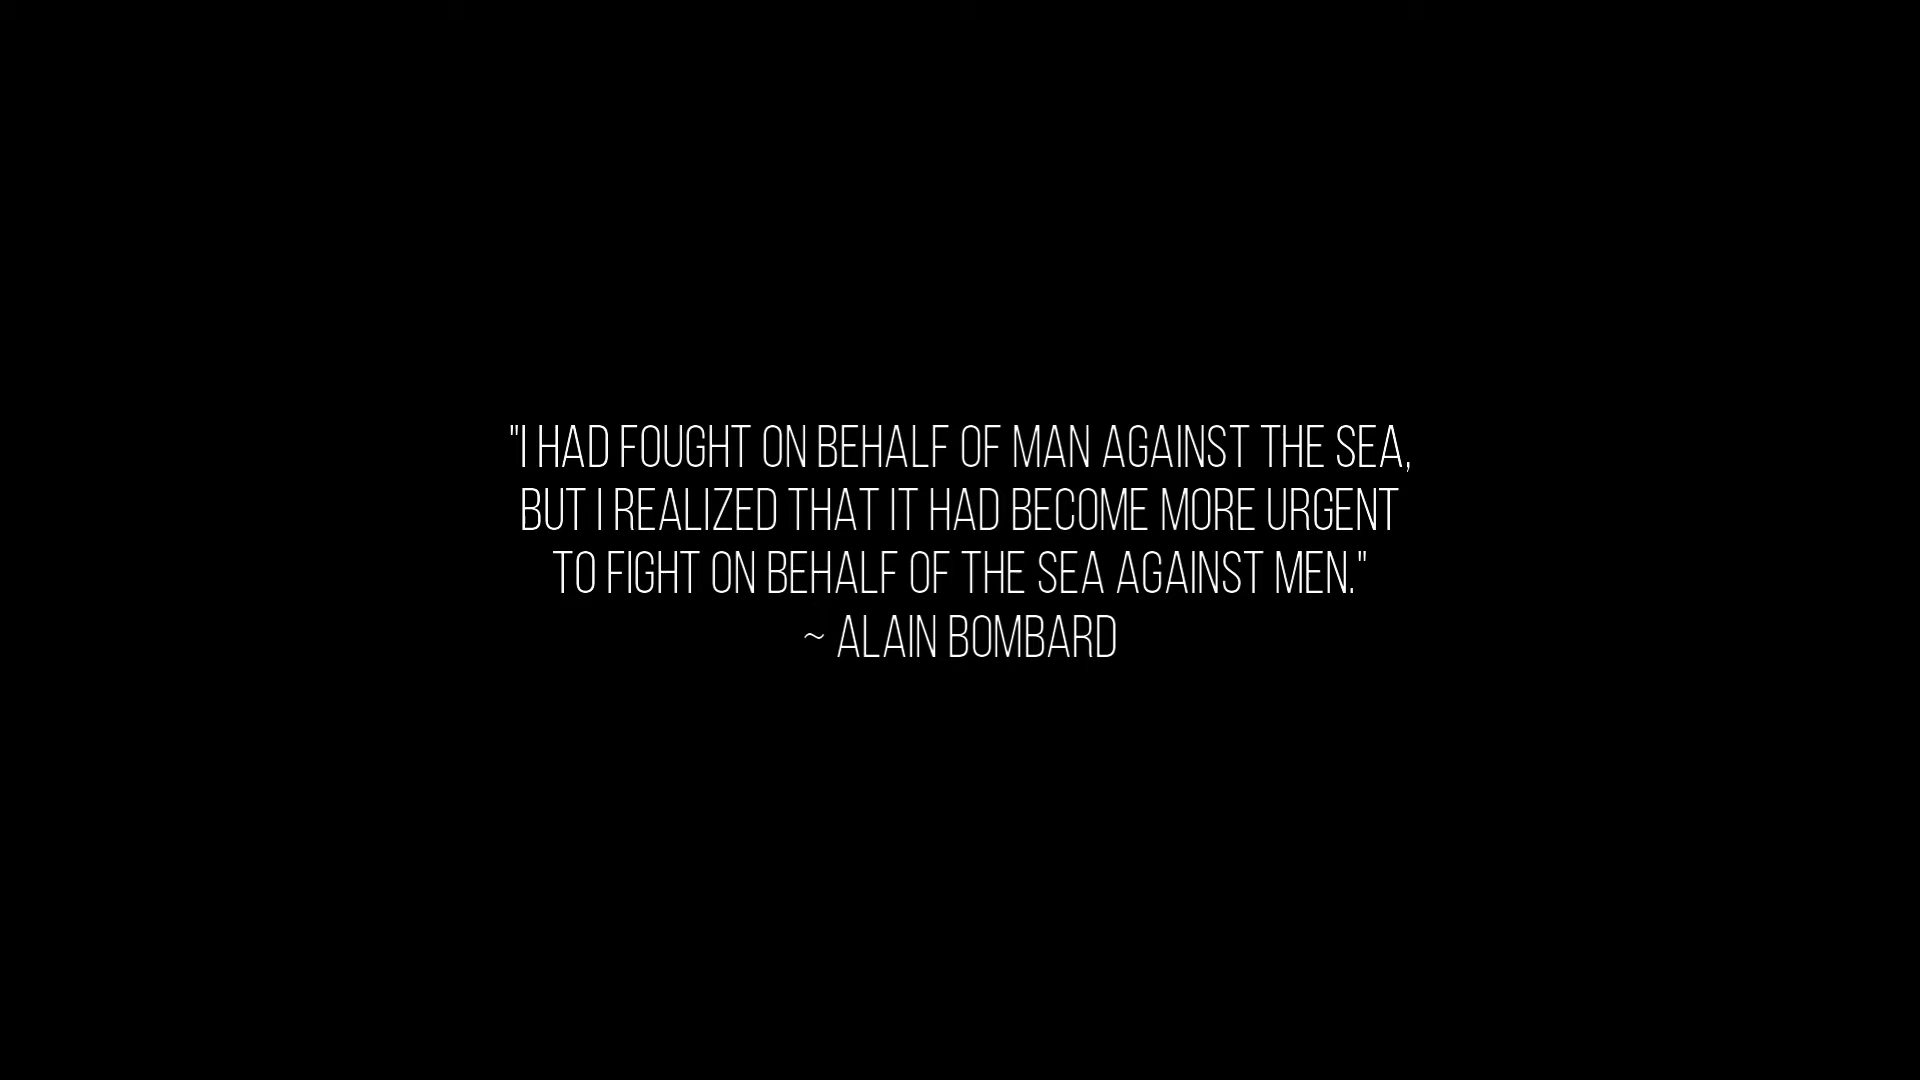 "I HAD FOUGHT ON BEHALF OF MAN AGAINST THE SEA,
BUT I REALIZED THAT IT HAD BECOME MORE URGENT
TO FIGHT ON BEHALF OF THE SEA AGAINST MEN."
~ ALAIN BOMBARD